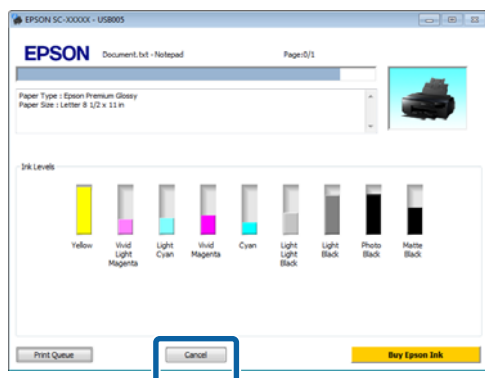 EPSON SC-XXXXX - USB005
EPSON
Document.txt - Notepad
Page:0/1
Paper Type : Epson Premium Glossy
Paper Size : Letter 8 1/2 x 11 in
Ink Levels
Yellow
Vivid Light Magenta
Light Cyan
Vivid Magenta
Cyan
Light Light Black
Light Black
Photo Black
Matte Black
Print Queue
Cancel
Buy Epson Ink